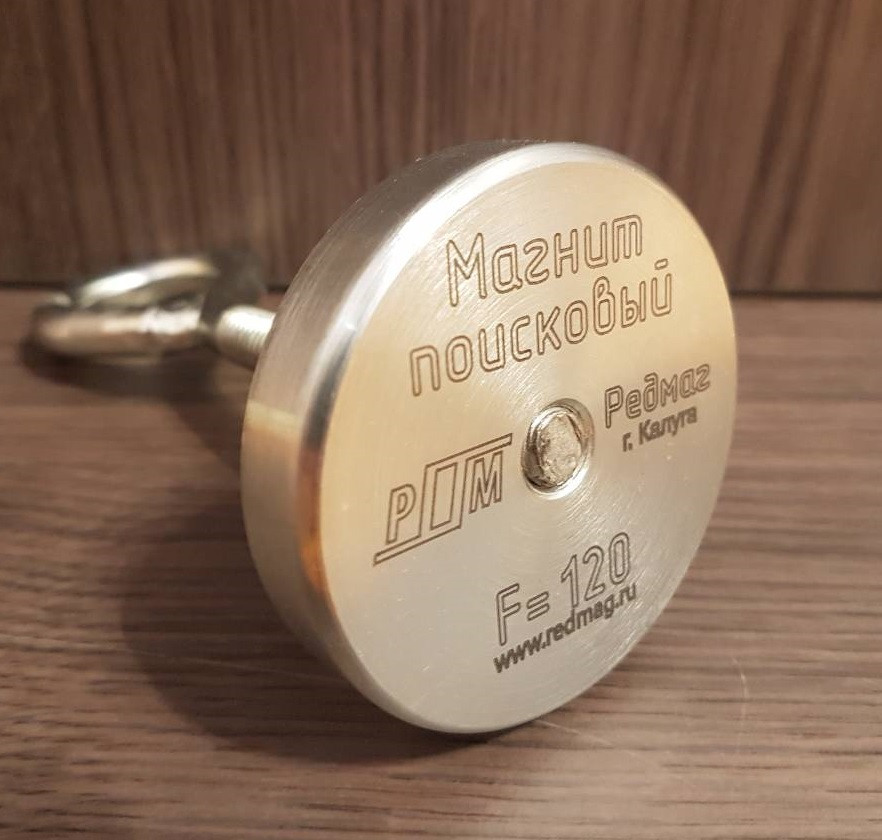 Магнит
поисковый
Редмаг
г. Калуга
РПМ
F= 120
www.redmag.ru